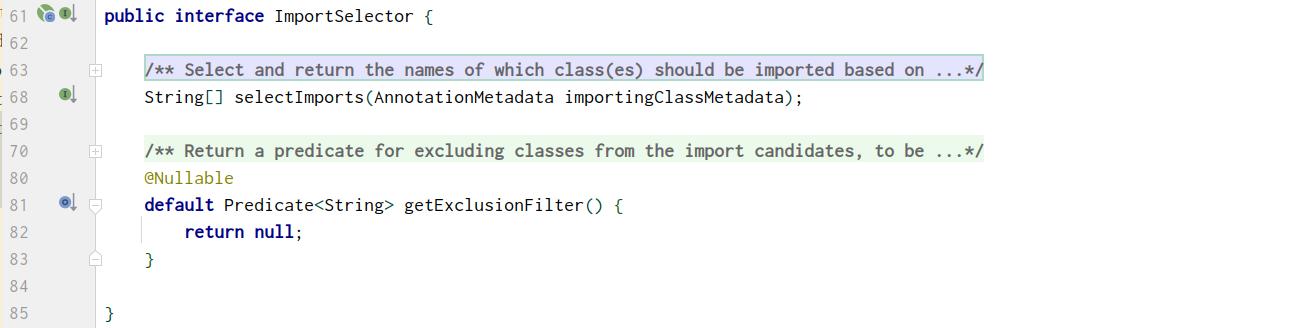 61 public interface ImportSelector {
62
63 /** Select and return the names of which class(es) should be imported based on ...*/
68 String[] selectImports(AnnotationMetadata importingClassMetadata);
69
70 /** Return a predicate for excluding classes from the import candidates, to be ...*/
80 @Nullable
81 default Predicate<String> getExclusionFilter() {
82 return null;
83 }
84
85 }